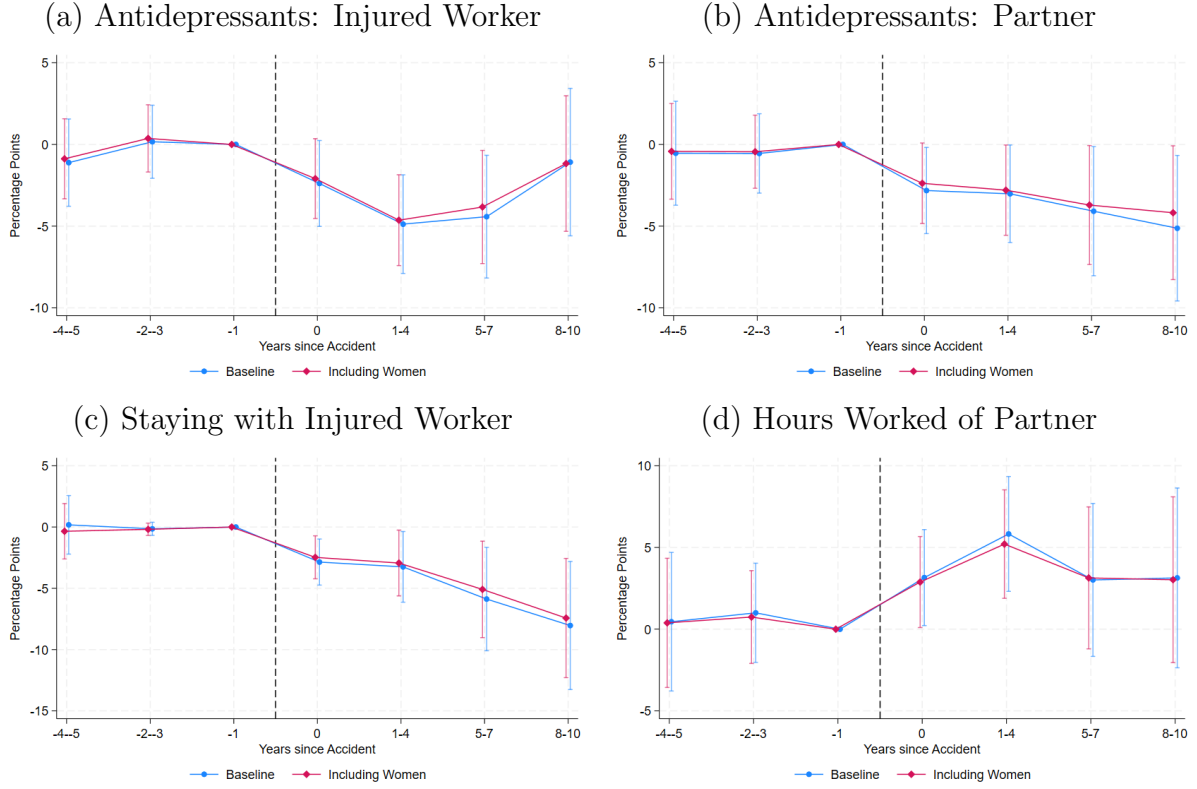 (a) Antidepressants: Injured Worker
5
0
-5
-10
Percentage Points
-4--5 -2--3 -1 0 1-4 5-7 8-10
Years since Accident
Baseline Including Women
(b) Antidepressants: Partner
5
0
-5
-10
Percentage Points
-4--5 -2--3 -1 0 1-4 5-7 8-10
Years since Accident
Baseline Including Women
(c) Staying with Injured Worker
5
0
-5
-10
-15
Percentage Points
-4--5 -2--3 -1 0 1-4 5-7 8-10
Years since Accident
Baseline Including Women
(d) Hours Worked of Partner
10
5
0
-5
Percentage Points
-4--5 -2--3 -1 0 1-4 5-7 8-10
Years since Accident
Baseline Including Women